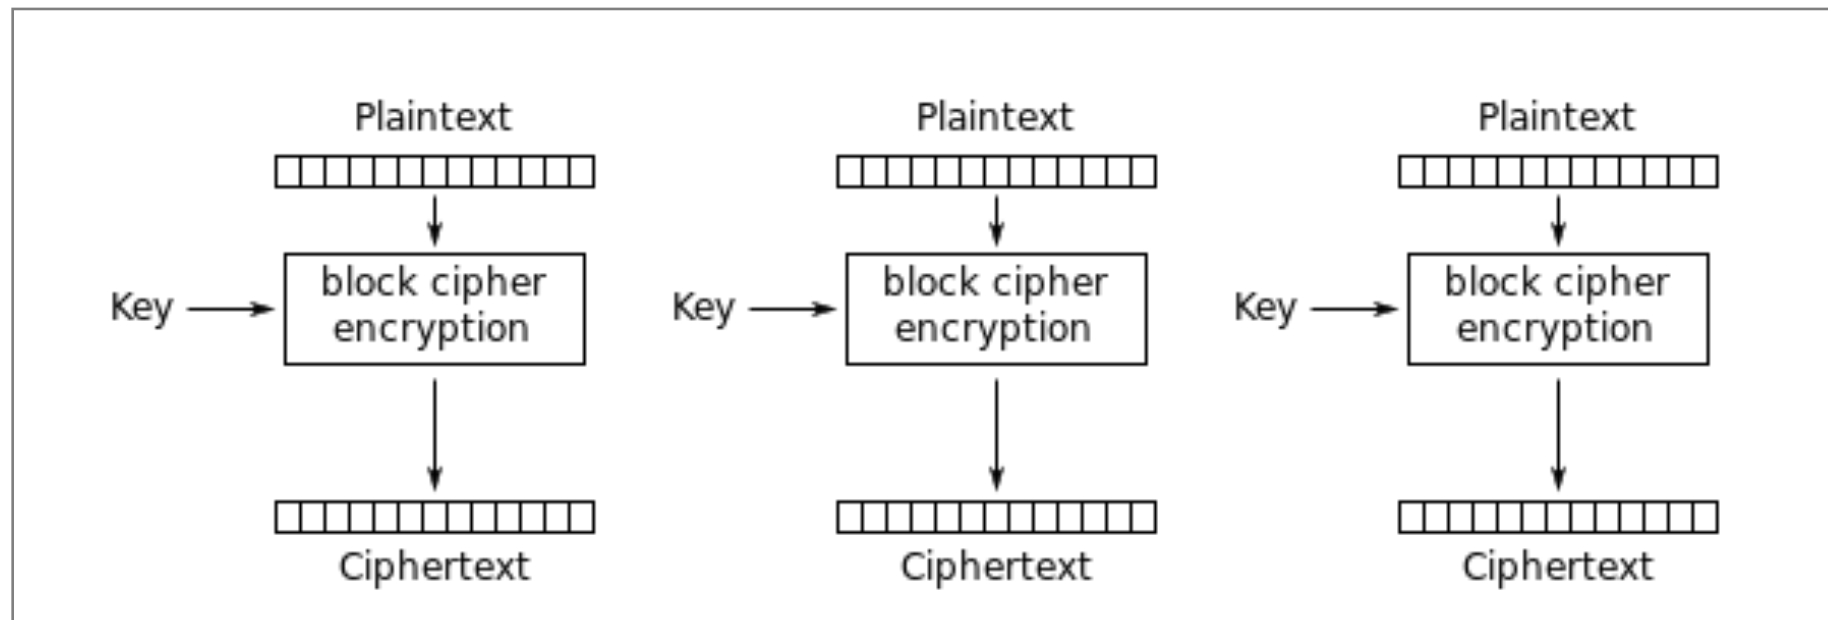 Plaintext Plaintext Plaintext
block cipher block cipher block cipher
Key Key Key
encryption encryption encryption
Ciphertext Ciphertext Ciphertext